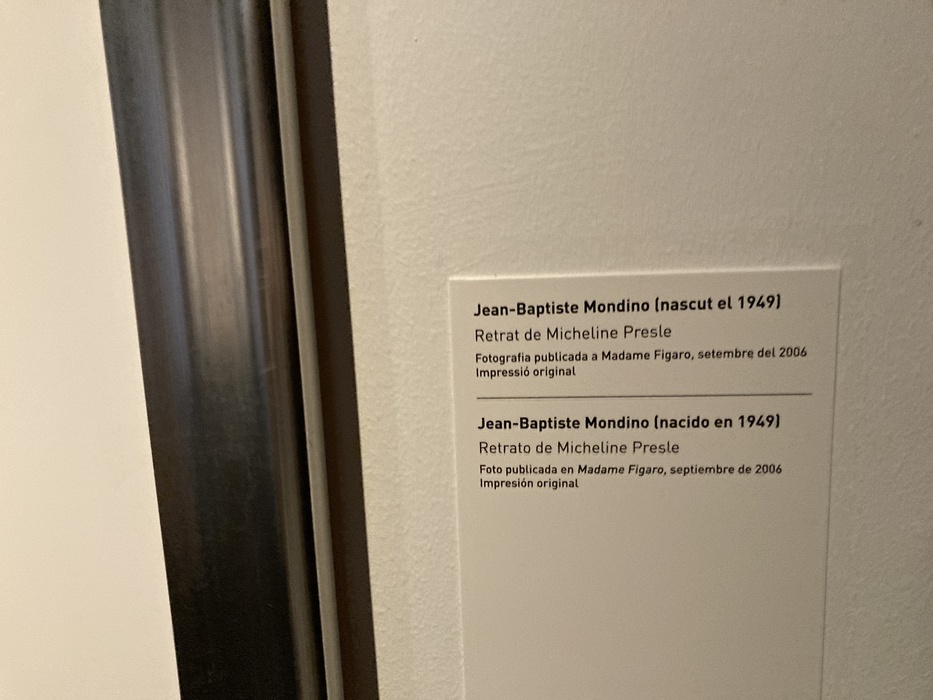 Jean-Baptiste Mondino (nascut el 1949)
Retrat de Micheline Presle
Fotografia publicada a Madame Figaro, setembre del 2006
Impressió original
Jean-Baptiste Mondino (nacido en 1949)
Retrato de Micheline Presle
Foto publicada en Madame Figaro, septiembre de 2006
Impresión original